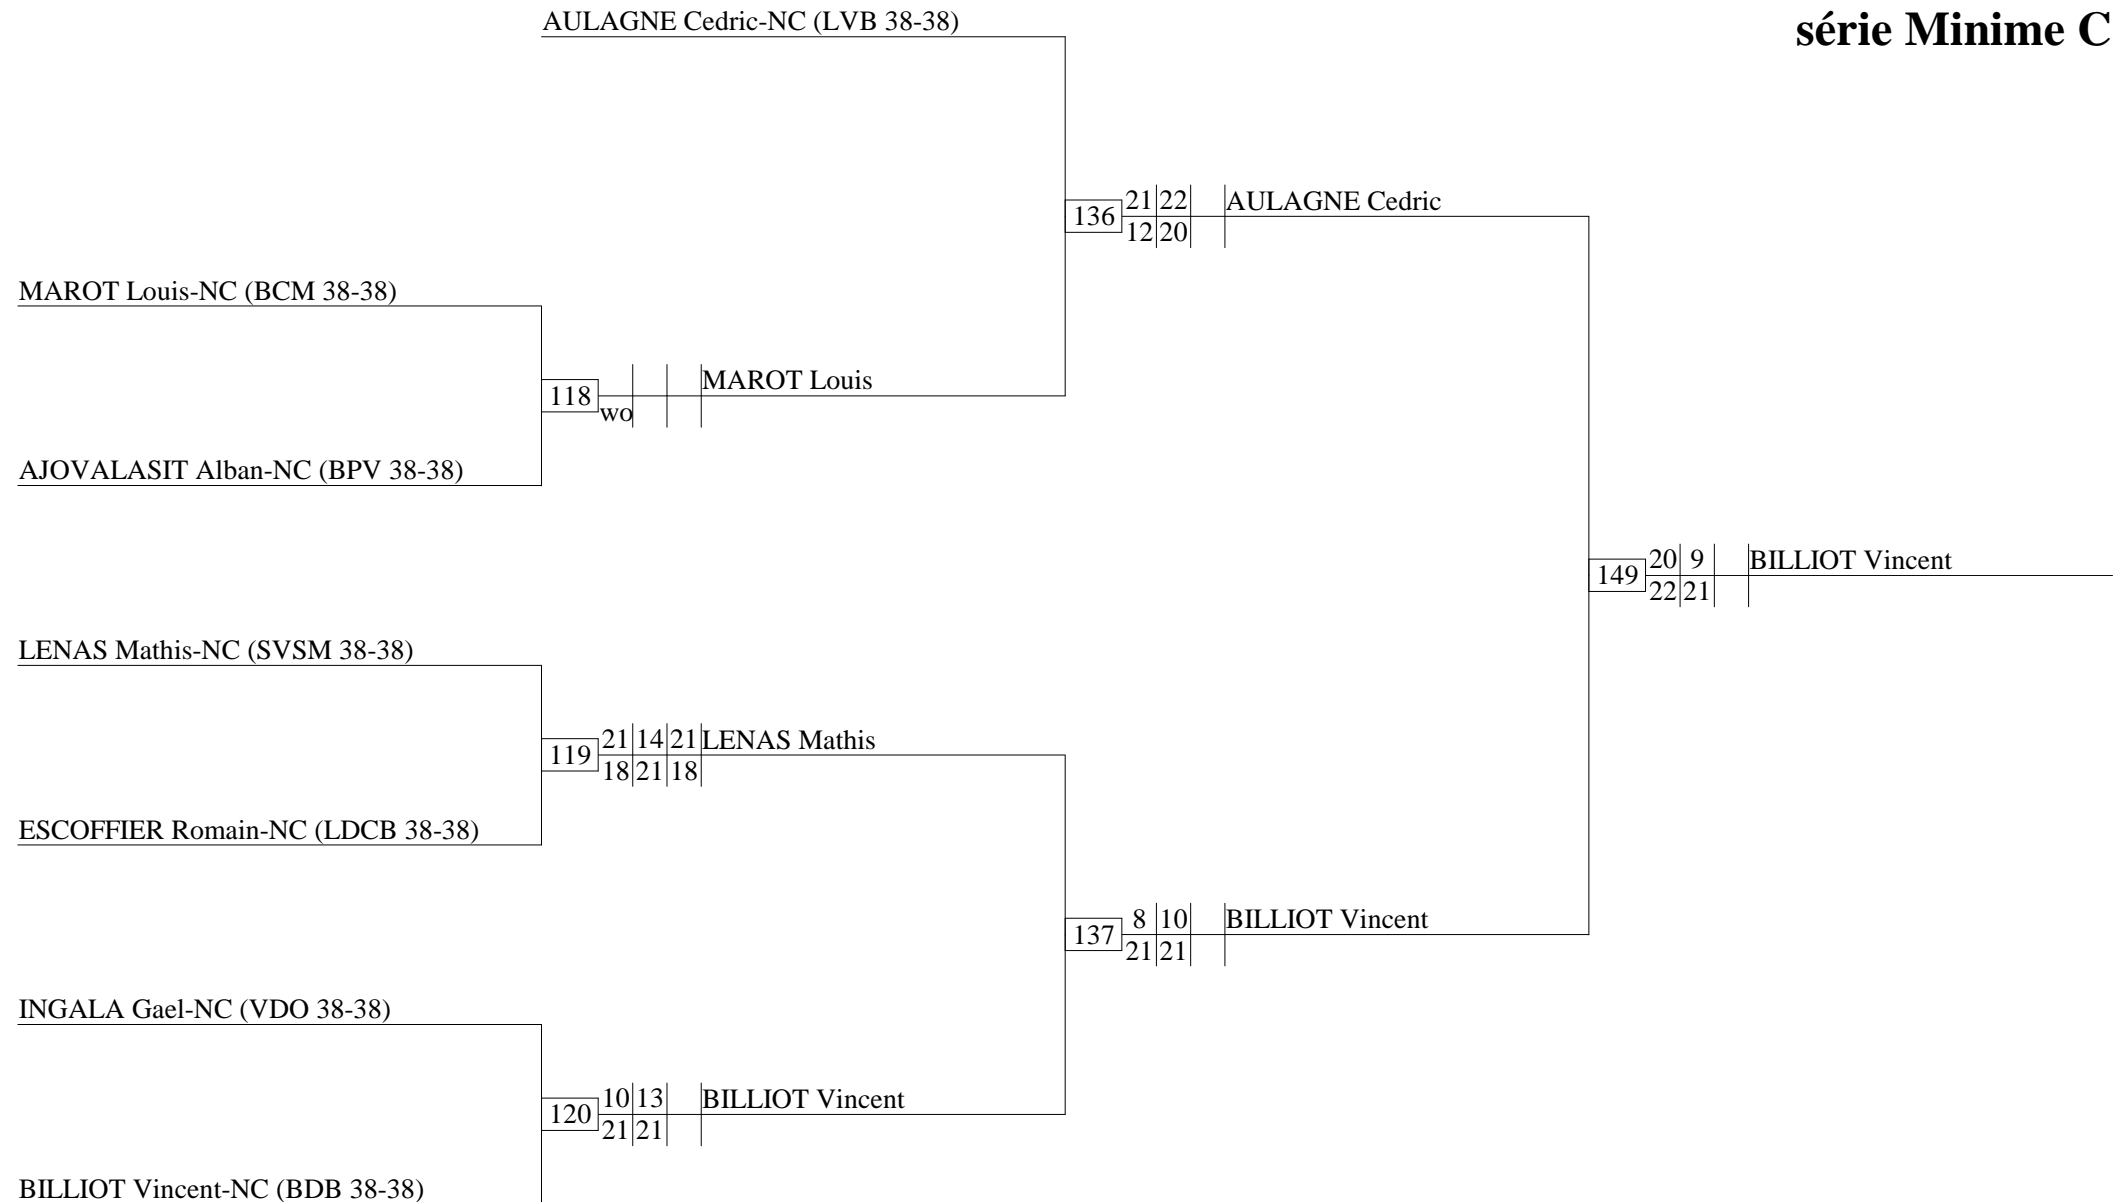 AULAGNE Cedric-NC (LVB 38-38)
série Minime C
21 22 AULAGNE Cedric
136
12 20
MAROT Louis-NC (BCM 38-38)
MAROT Louis
118
wo
AJOVALASIT Alban-NC (BPV 38-38)
20 9 BILLIOT Vincent
149
22 21
LENAS Mathis-NC (SVSM 38-38)
21 14 21 LENAS Mathis
119
18 21 18
ESCOFFIER Romain-NC (LDCB 38-38)
8 10 BILLIOT Vincent
137
21 21
INGALA Gael-NC (VDO 38-38)
10 13 BILLIOT Vincent
120
21 21
BILLIOT Vincent-NC (BDB 38-38)